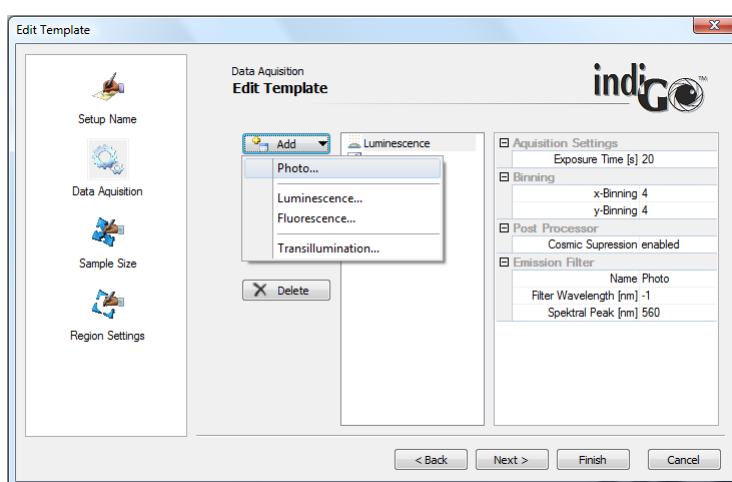 Edit Template
Data Aquisition
Edit Template
indiGo™
Setup Name
Data Aquisition
Sample Size
Region Settings
Add
Photo...
Luminescence...
Fluorescence...
Transillumination...
Delete
Luminescence
Aquisition Settings
Exposure Time [s] 20
Binning
x-Binning 4
y-Binning 4
Post Processor
Cosmic Supression enabled
Emission Filter
Name Photo
Filter Wavelength [nm] -1
Spektral Peak [nm] 560
< Back
Next >
Finish
Cancel